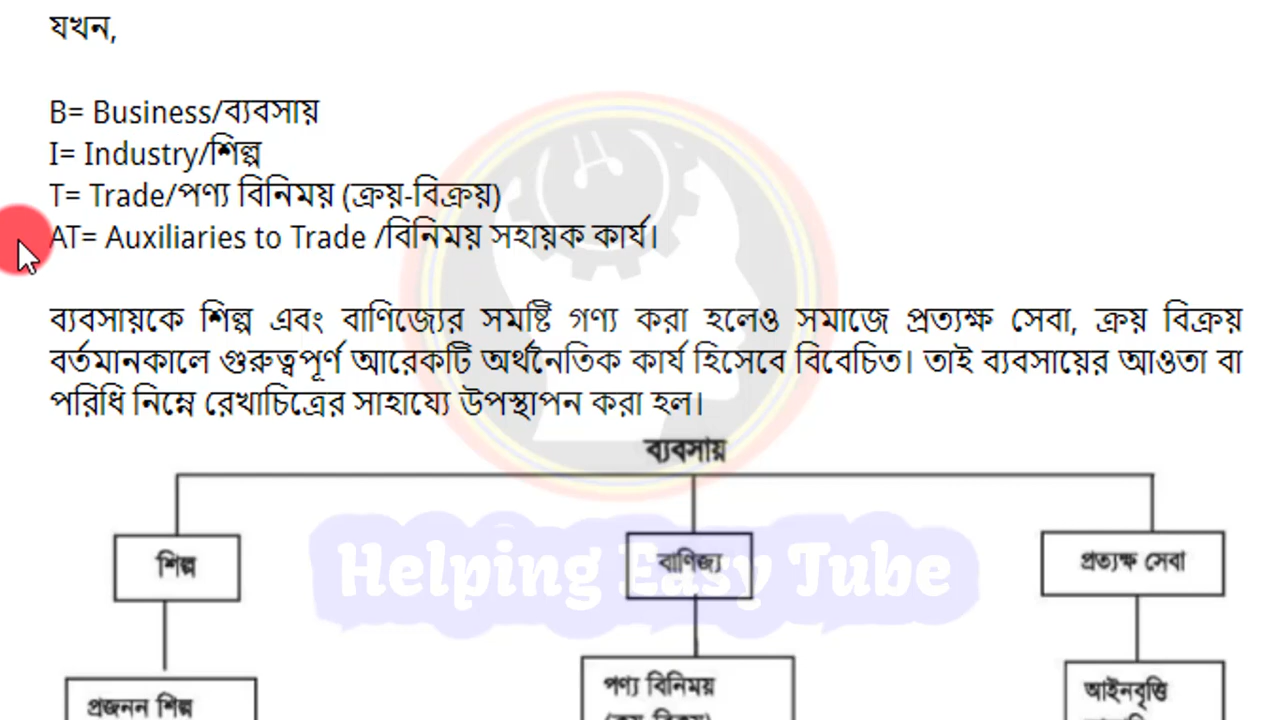 যখন,
B= Business/ব্যবসায়
I= Industry/শিল্প
T= Trade/পণ্য বিনিময় (ক্রয়-বিক্রয়)
AT= Auxiliaries to Trade /বিনিময় সহায়ক কার্য।
ব্যবসায়কে শিল্প এবং বাণিজ্যের সমষ্টি গণ্য করা হলেও সমাজে প্রত্যক্ষ সেবা, ক্রয় বিক্রয়
বর্তমানকালে গুরুত্বপূর্ণ আরেকটি অর্থনৈতিক কার্য হিসেবে বিবেচিত। তাই ব্যবসায়ের আওতা বা
পরিধি নিম্নে রেখাচিত্রের সাহায্যে উপস্থাপন করা হল।
ব্যবসায়
শিল্প
বাণিজ্য
প্রত্যক্ষ সেবা
Helping Easy Tube
প্রজনন শিল্প
পণ্য বিনিময়
আইনবৃত্তি